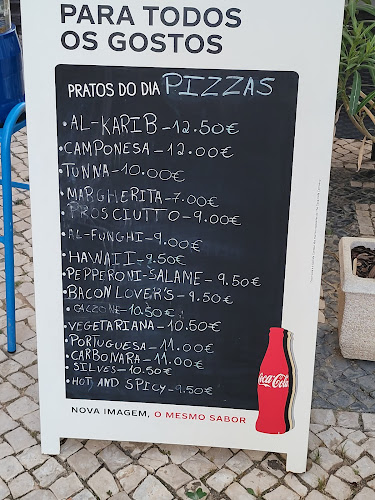 PARA TODOS
OS GOSTOS
PRATOS DO DIA PIZZAS
• AL-KARIB-12.50€
• CAMPONESA-12.00€
• TUNNA-10.00€
• MARGHERITA-7.00€
• PROSCIUTTO-9.00€
• AL-FUNGHI-9.00€
• HAWAII-9.50€
• PEPPERONI-SALAME-9.50€
• BACON LOVER'S-9.50€
• CALZONE-10.50€
• VEGETARIANA-10.50€
• PORTUGUESA-11.00€
• CARBONARA-11.00€
• SILVES-10.50€
• HOT AND SPICY-9.50€
Coca-Cola
NOVA IMAGEM, O MESMO SABOR